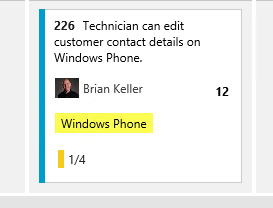 226 Technician can edit
customer contact details on
Windows Phone.
Brian Keller
12
Windows Phone
1/4